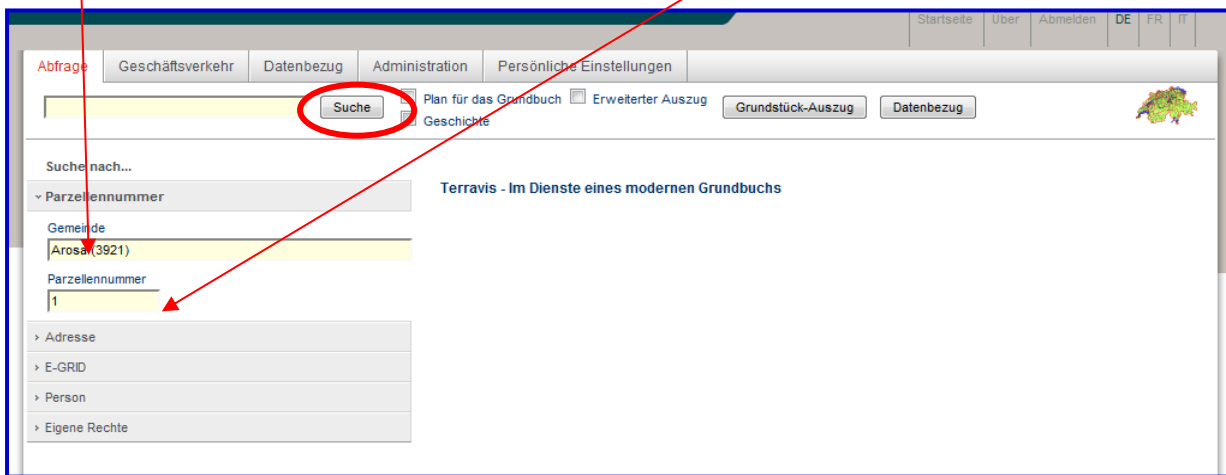 Startseite Über Abmelden DE FR IT
Abfrage Geschäftsverkehr Datenbezug Administration Persönliche Einstellungen
Suche Plan für das Grundbuch Erweiterter Auszug Grundstück-Auszug Datenbezug
Geschichte
Suche nach...
Parzellennummer
Terravis - Im Dienste eines modernen Grundbuchs
Gemeinde
Arosa (3921)
Parzellennummer
1
Adresse
E-GRID
Person
Eigene Rechte